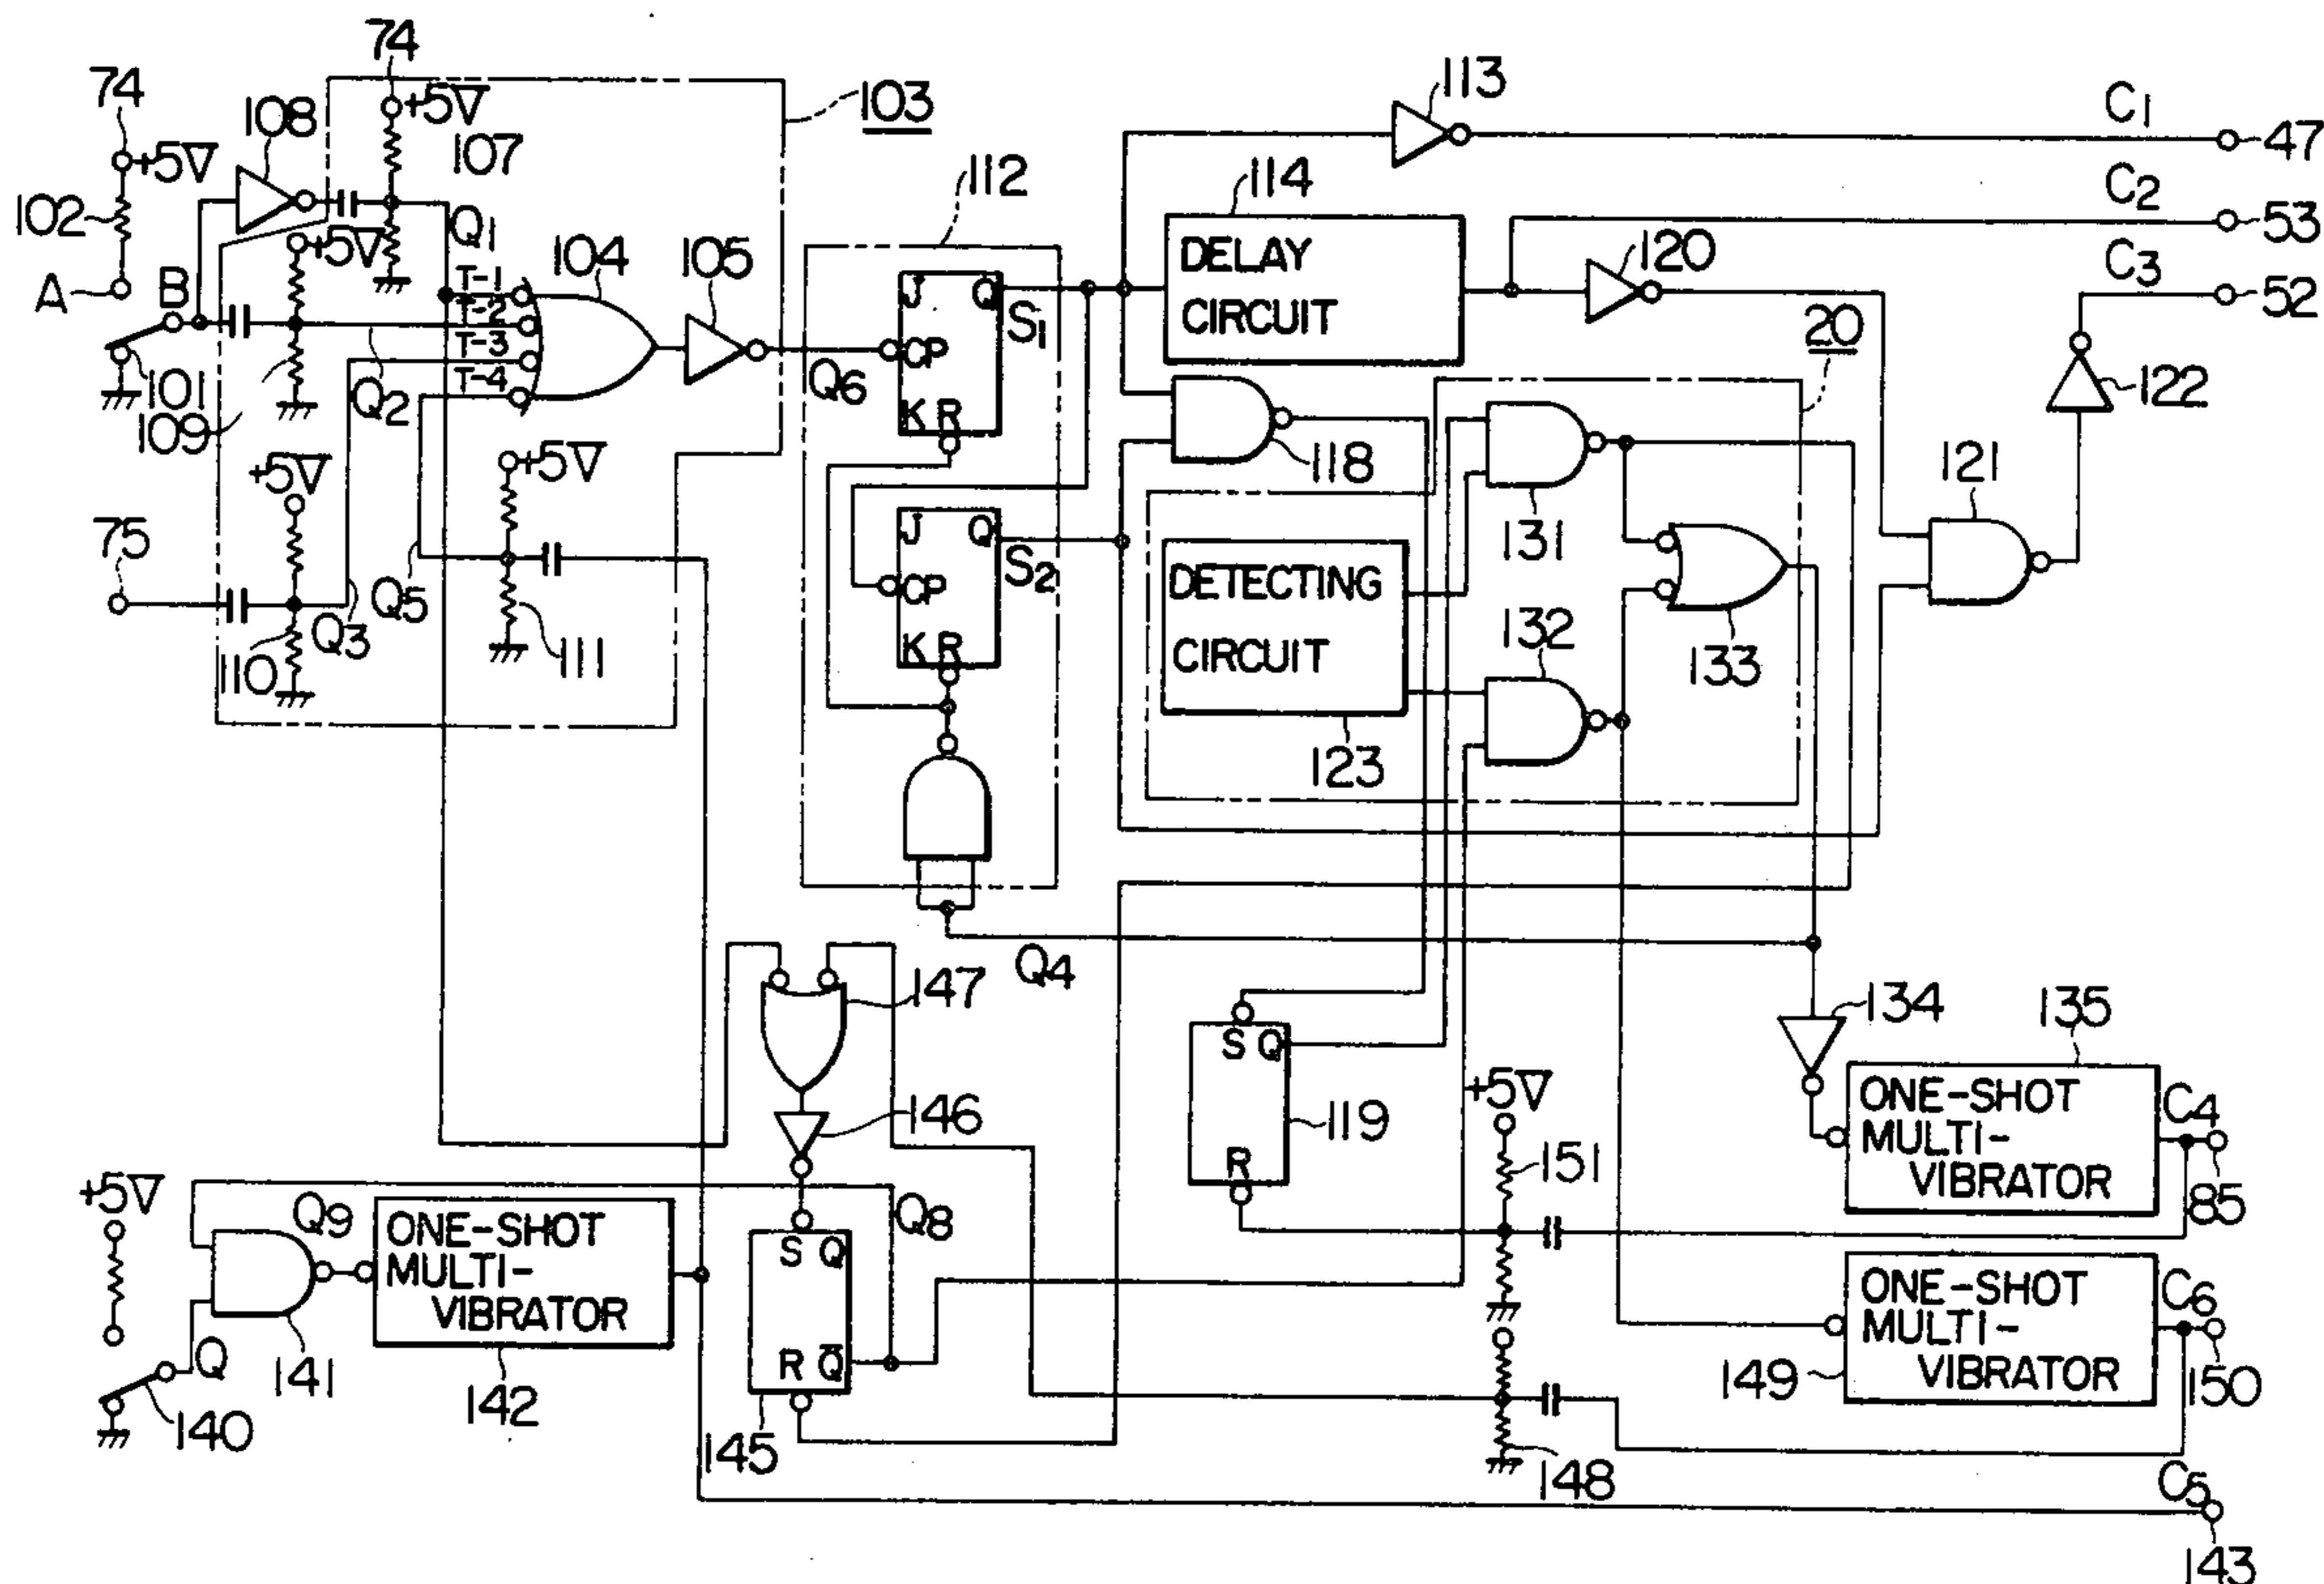 74
74
+5V
108
+5V
107
103
113
C1
47
112
114
C2
53
102
+5V
Q1
104
105
DELAY
CIRCUIT
120
C3
52
A
B
T-1
T-2
T-3
T-4
J
Q
S1
CP
K R
Q6
20
101
109
Q2
122
118
121
+5V
+5V
131
75
J
Q
S2
CP
K R
DETECTING
CIRCUIT
132
133
110
Q3
Q5
111
123
Q4
147
134
135
146
S Q
119
R
+5V
151
ONE-SHOT
MULTI-
VIBRATOR
C4
85
+5V
Q9
ONE-SHOT
MULTI-
VIBRATOR
Q8
S Q
R Q̅
ONE-SHOT
MULTI-
VIBRATOR
C6
150
Q
141
142
140
145
149
148
C5
143